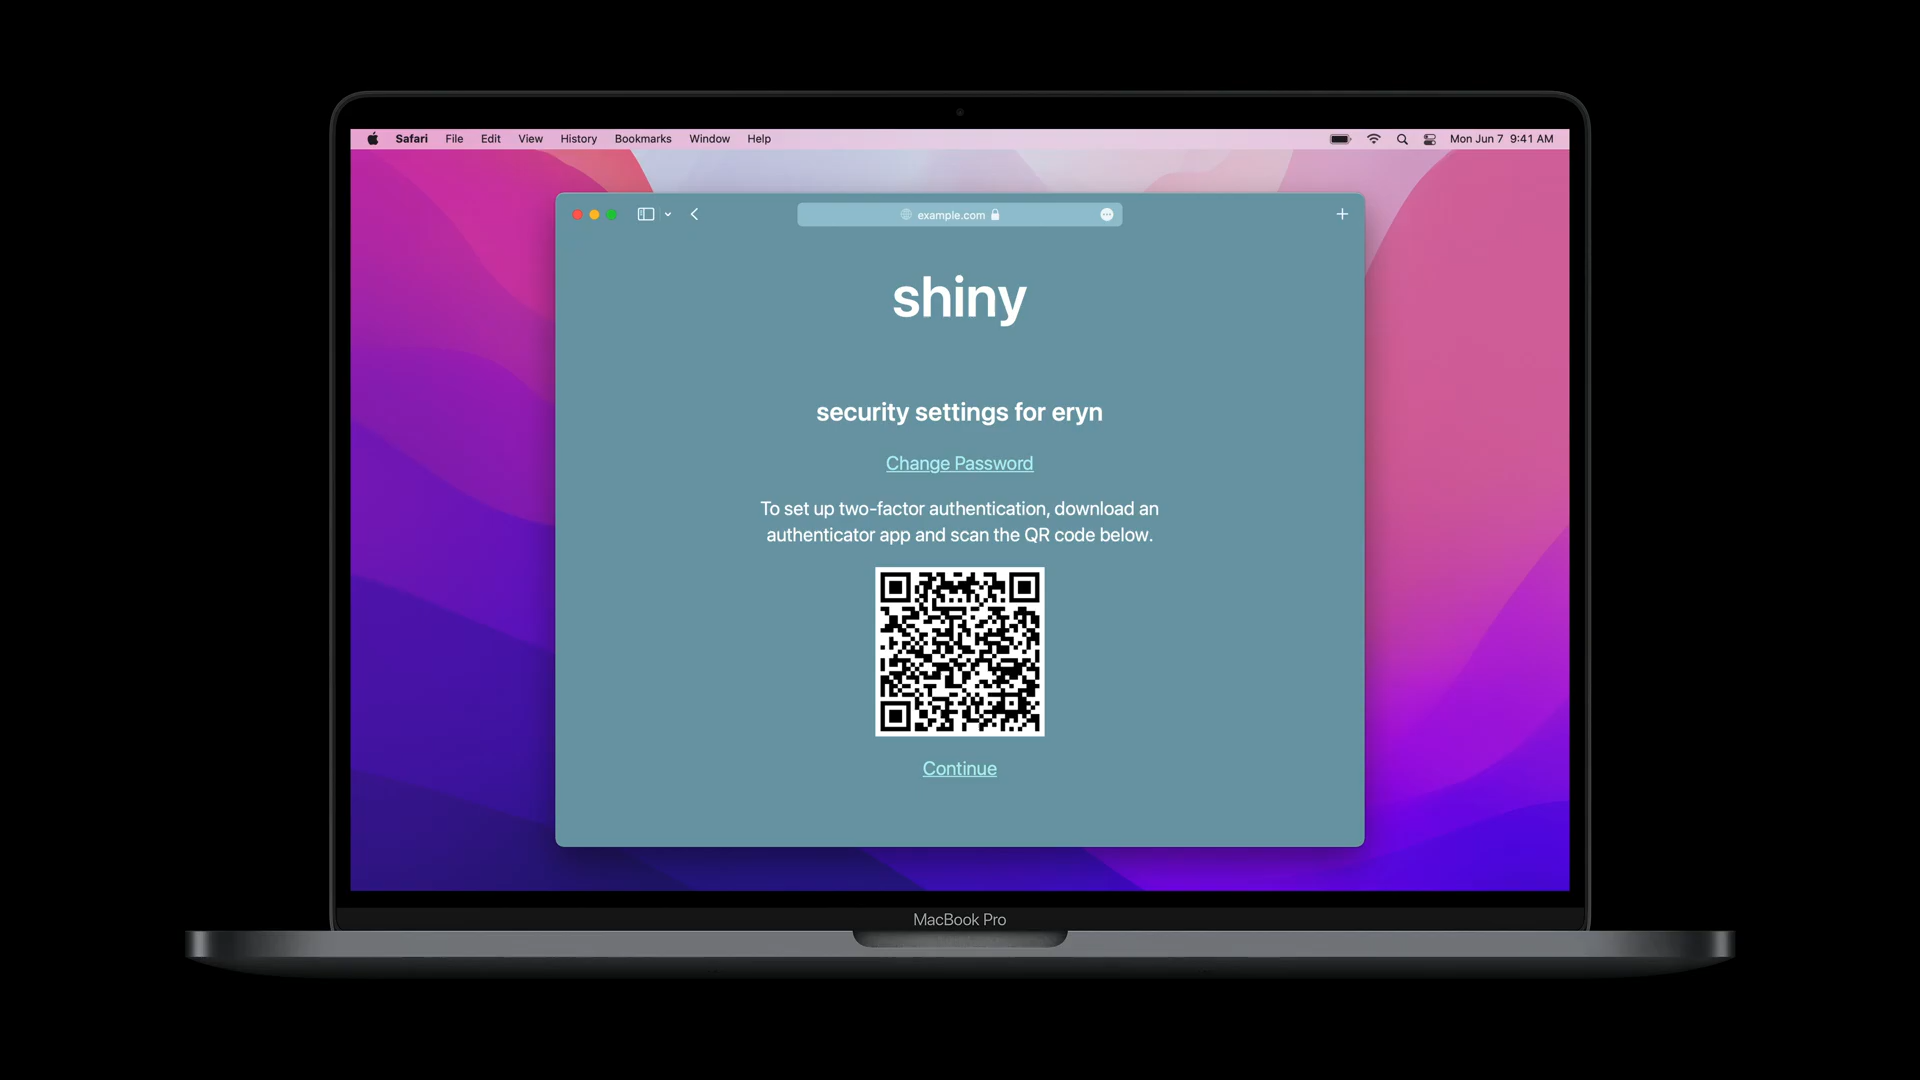 Safari File Edit View History Bookmarks Window Help Mon Jun 7 9:41 AM
example.com
shiny
security settings for eryn
Change Password
To set up two-factor authentication, download an
authenticator app and scan the QR code below.
Continue
MacBook Pro